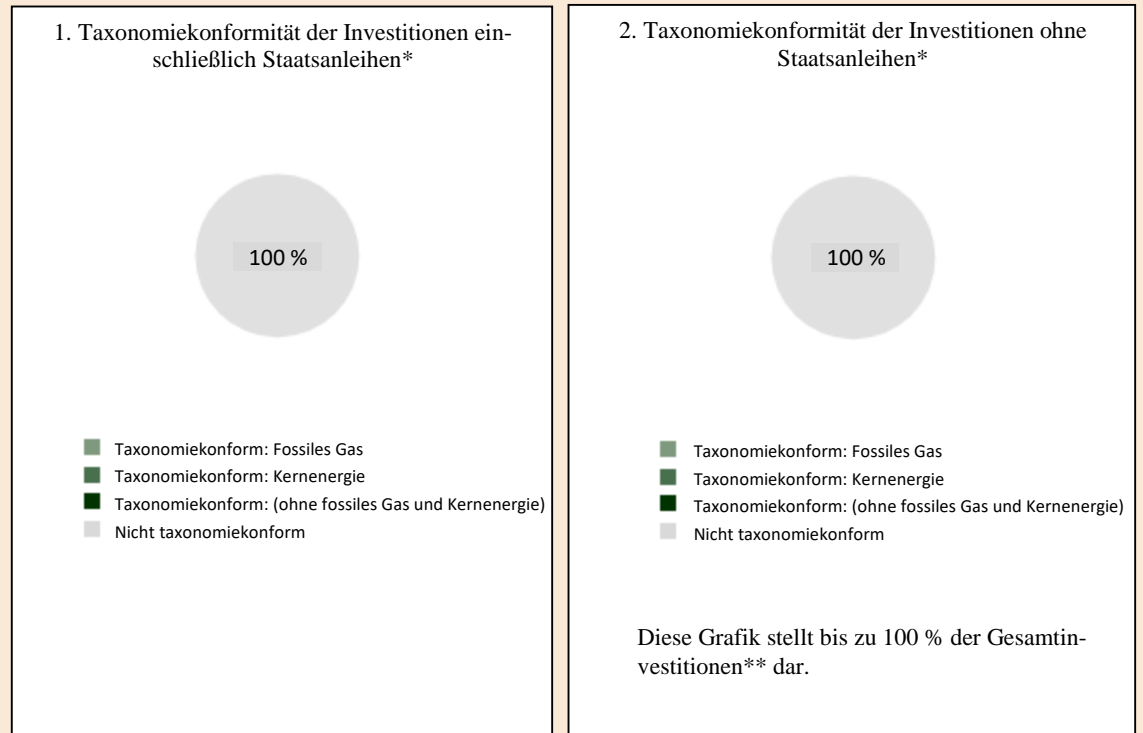 1. Taxonomiekonformität der Investitionen ein-
schließlich Staatsanleihen*
100 %
Taxonomiekonform: Fossiles Gas
Taxonomiekonform: Kernenergie
Taxonomiekonform: (ohne fossiles Gas und Kernenergie)
Nicht taxonomiekonform
2. Taxonomiekonformität der Investitionen ohne
Staatsanleihen*
100 %
Taxonomiekonform: Fossiles Gas
Taxonomiekonform: Kernenergie
Taxonomiekonform: (ohne fossiles Gas und Kernenergie)
Nicht taxonomiekonform
Diese Grafik stellt bis zu 100 % der Gesamtin-
vestitionen** dar.